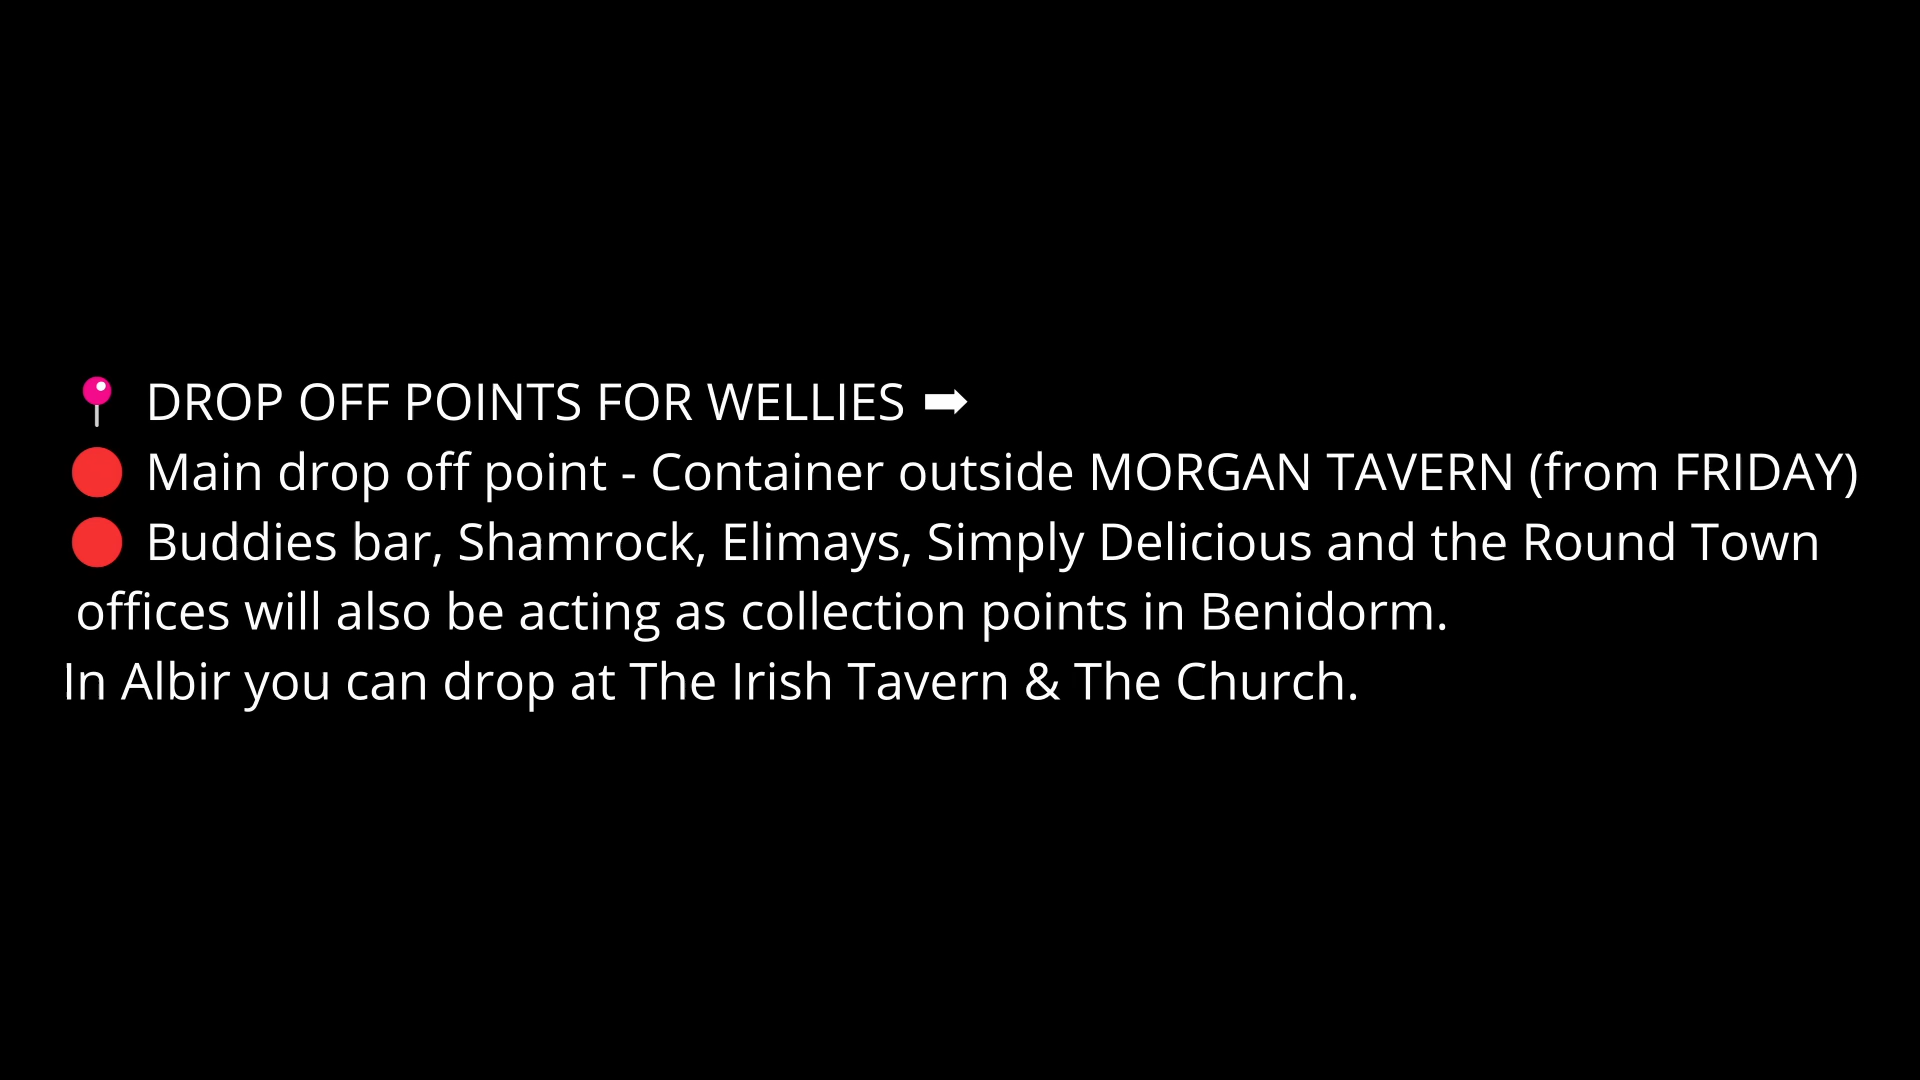 📍 DROP OFF POINTS FOR WELLIES ➡
🔴 Main drop off point - Container outside MORGAN TAVERN (from FRIDAY)
🔴 Buddies bar, Shamrock, Elimays, Simply Delicious and the Round Town
offices will also be acting as collection points in Benidorm.
In Albir you can drop at The Irish Tavern & The Church.